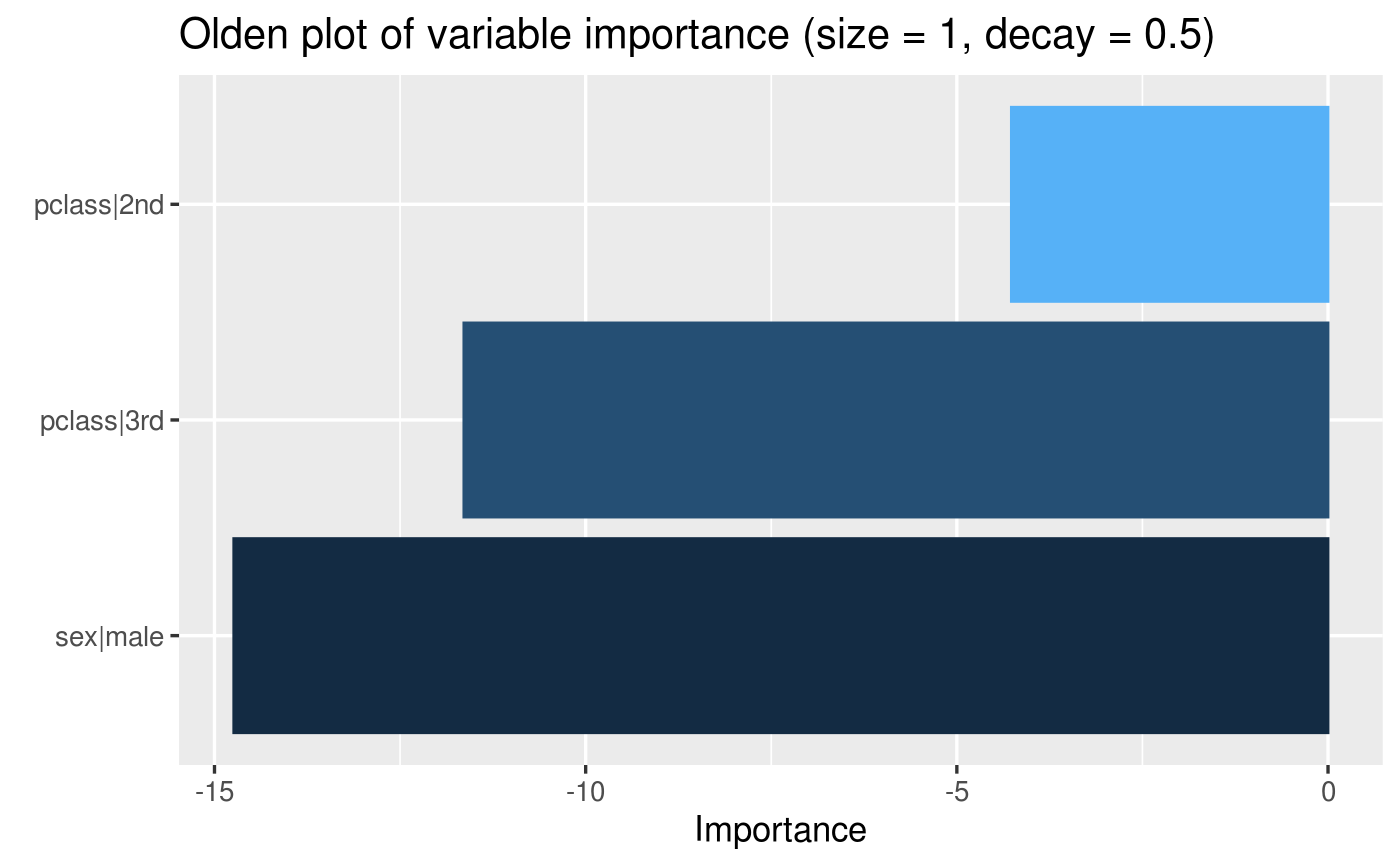 Olden plot of variable importance (size = 1, decay = 0.5)
pclass|2nd
pclass|3rd
sex|male
-15 -10 -5 0
Importance